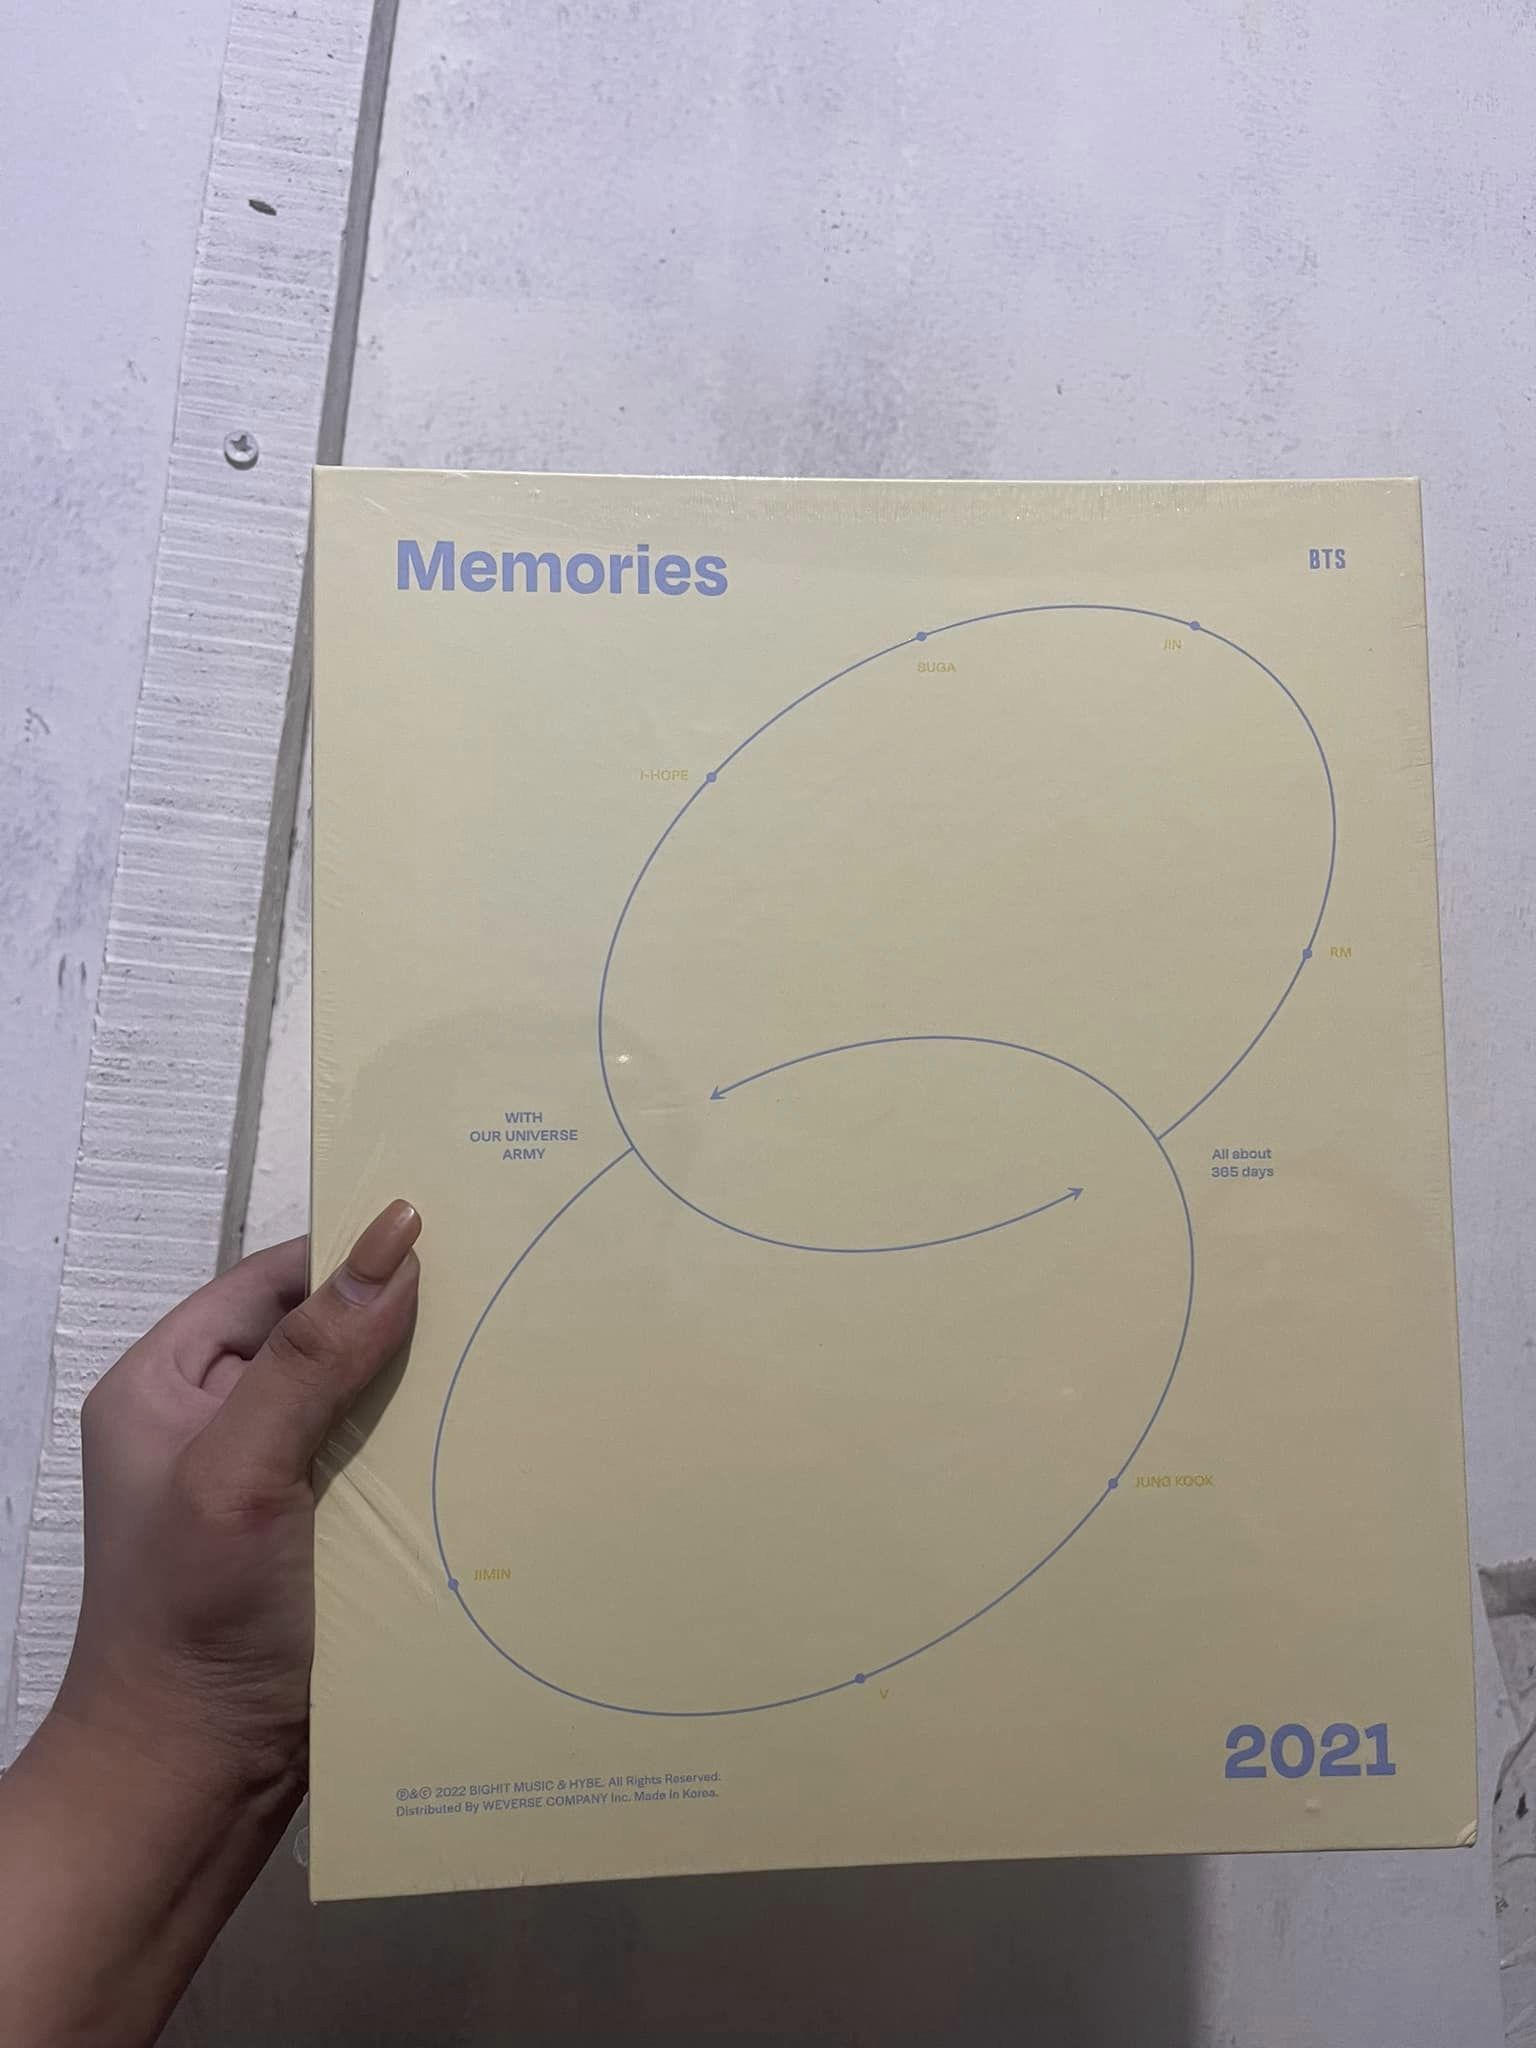 Memories
BTS
JIN
SUGA
J-HOPE
RM
WITH
OUR UNIVERSE
ARMY
All about
365 days
JUNG KOOK
JIMIN
V
2021
℗&© 2022 BIGHIT MUSIC & HYBE. All Rights Reserved.
Distributed By WEVERSE COMPANY Inc. Made In Korea.